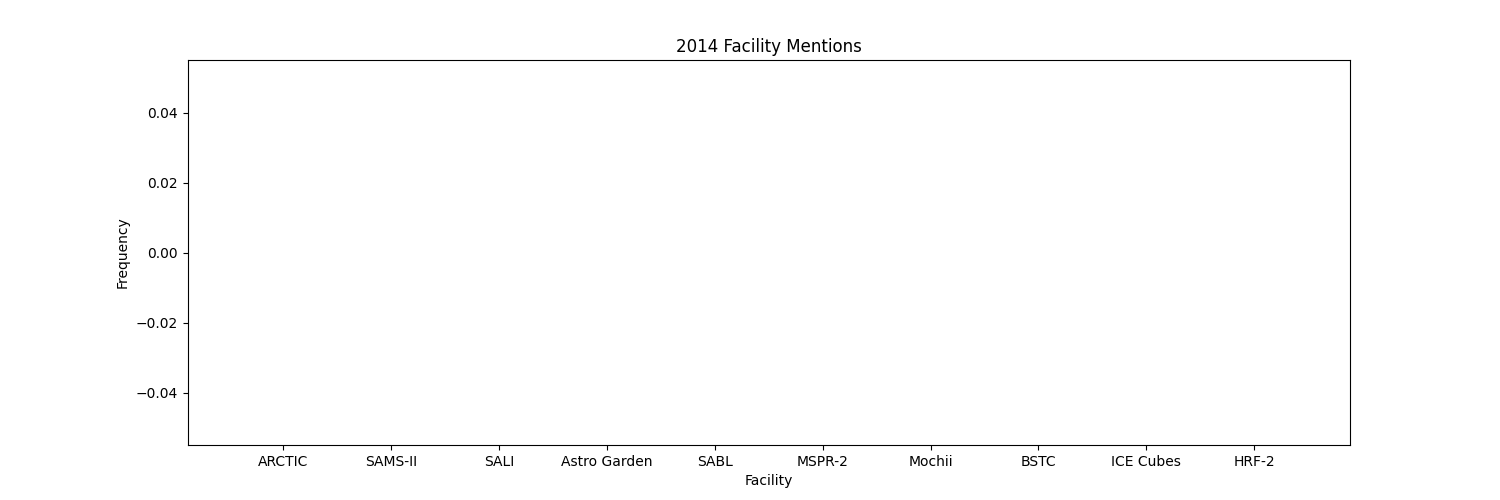 2014 Facility Mentions
0.04
0.02
0.00
−0.02
−0.04
Frequency
ARCTIC SAMS-II SALI Astro Garden SABL MSPR-2 Mochii BSTC ICE Cubes HRF-2
Facility